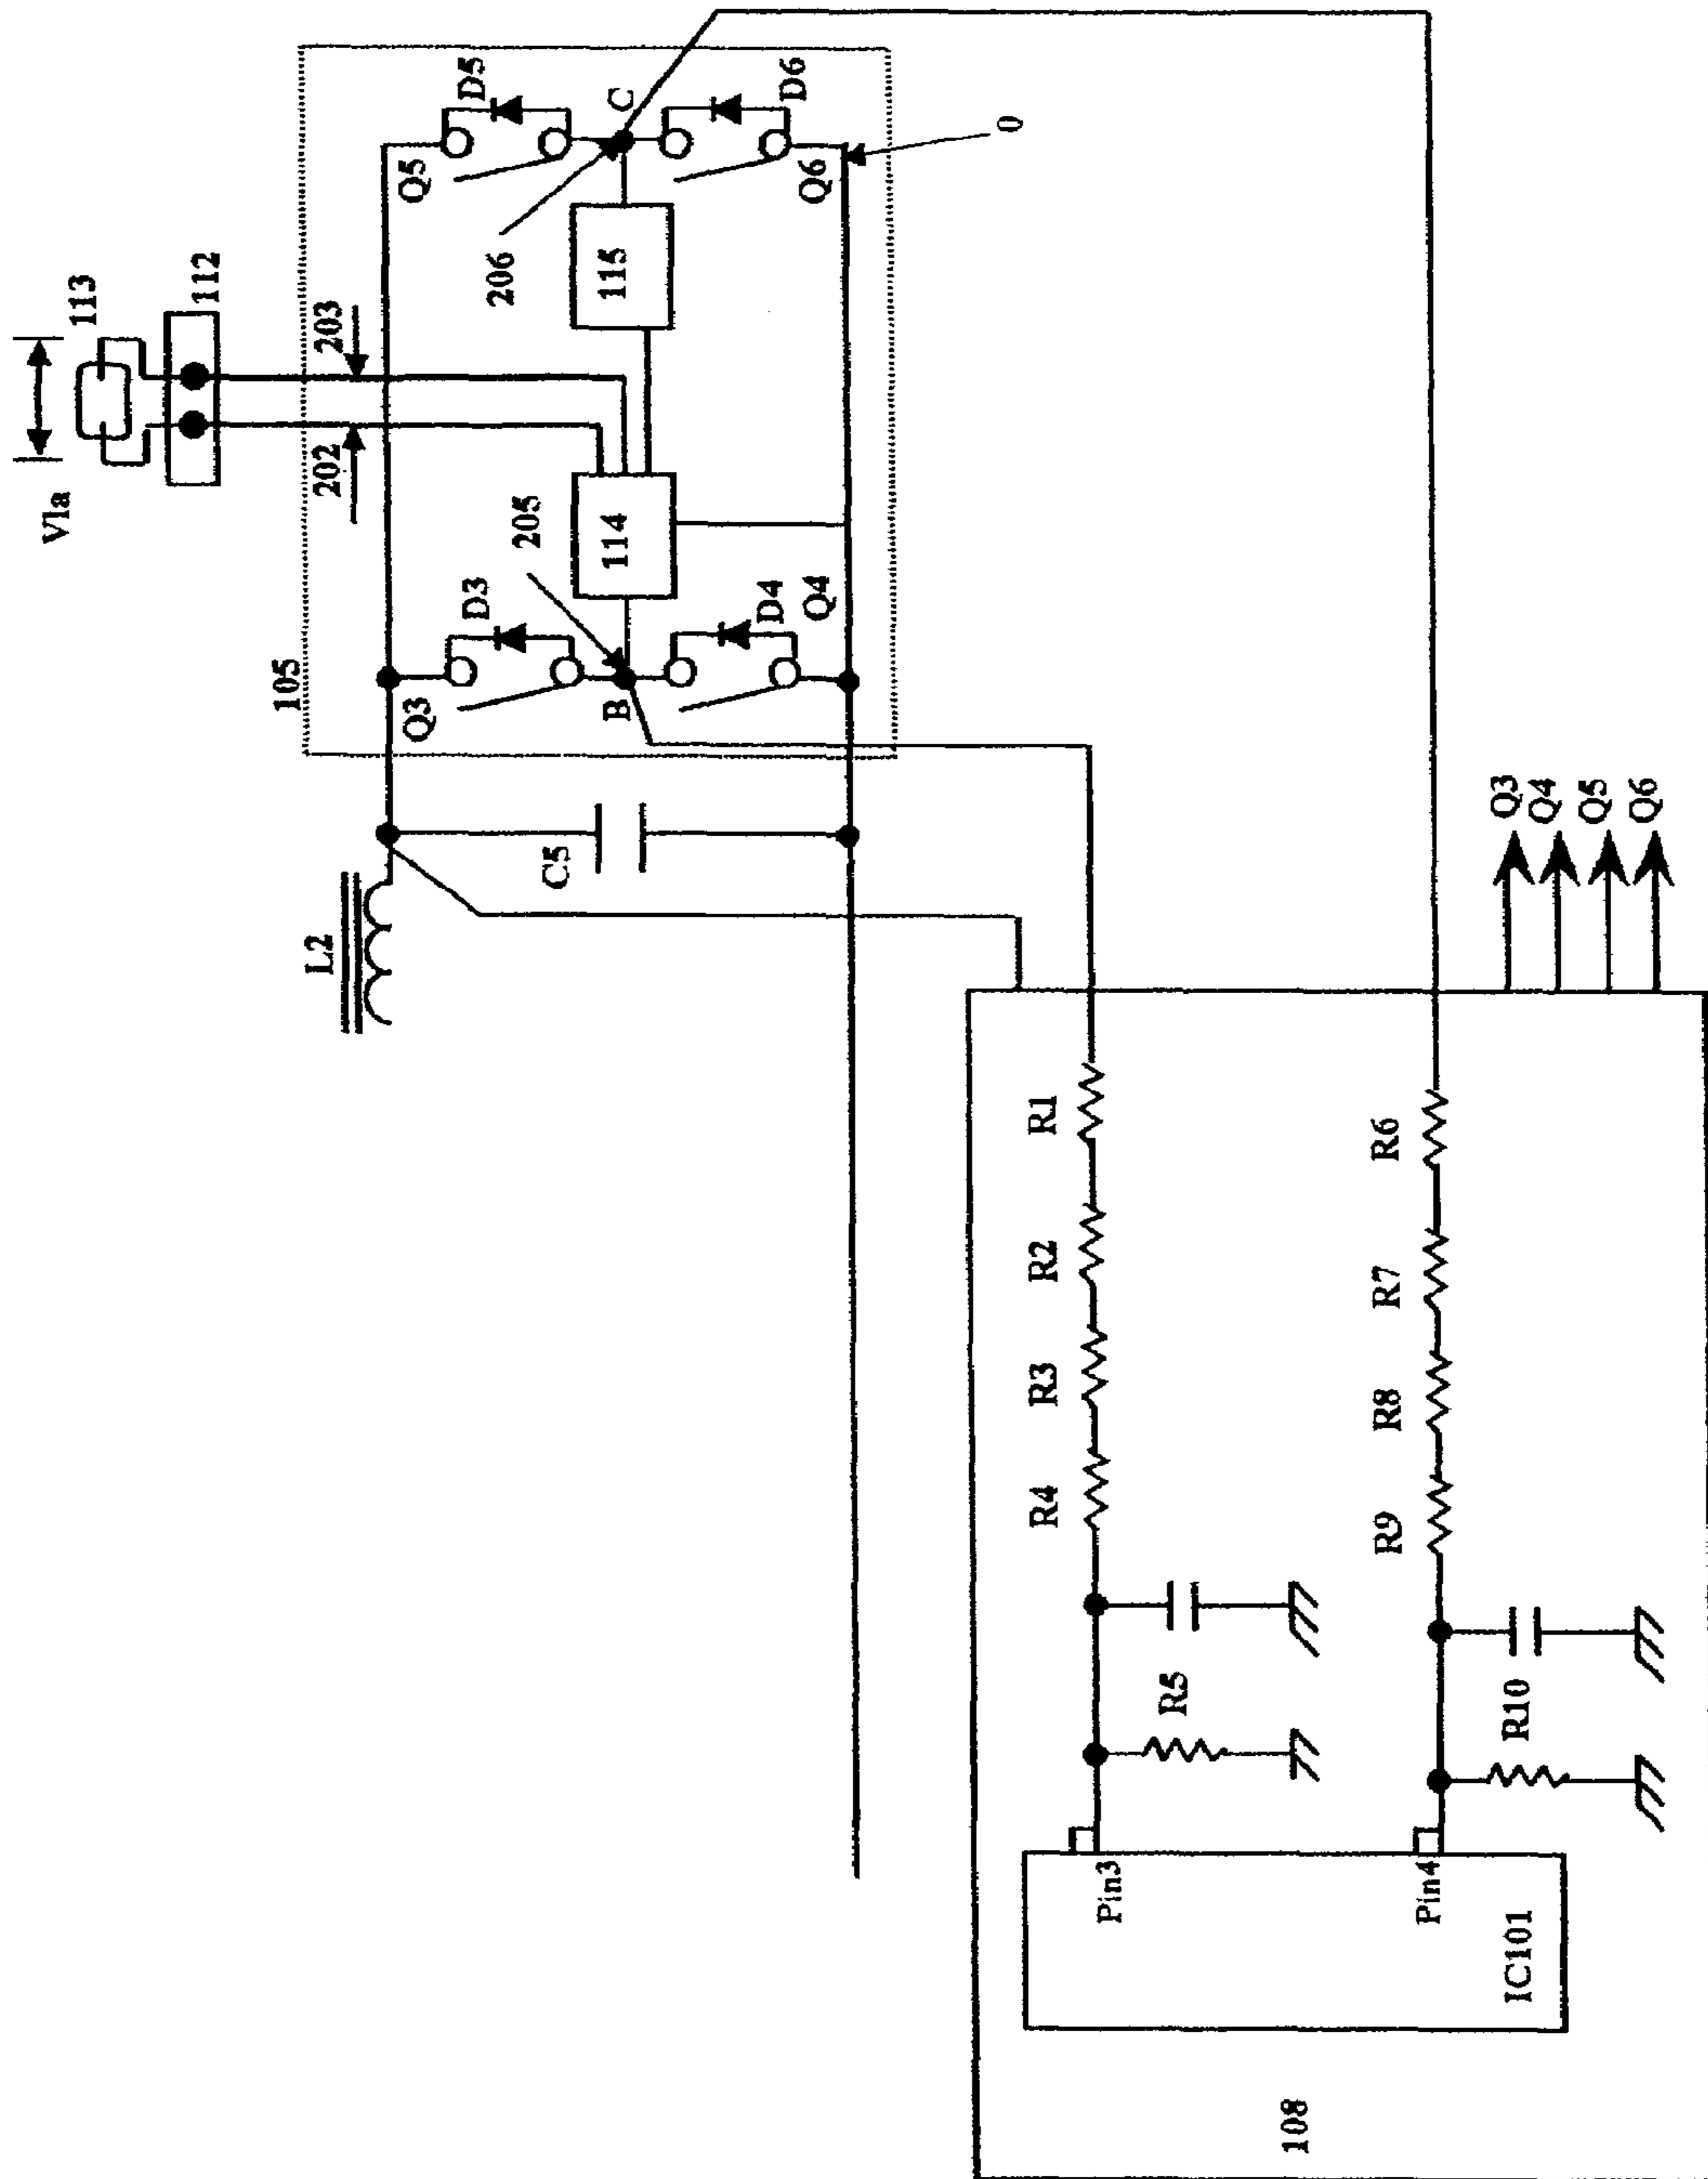 Vla
113
112
202
203
105
L2
Q3
D3
205
B
114
D4
Q4
C5
Q5
D5
206
C
115
D6
Q6
0
108
IC101
Pin3
Pin4
R5
R4
R3
R2
R1
R10
R9
R8
R7
R6
Q3
Q4
Q5
Q6